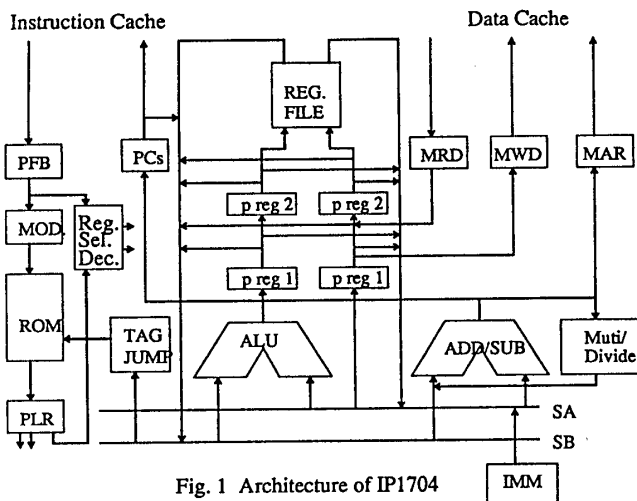 Instruction Cache
Data Cache
REG.
FILE
PFB
PCs
MRD
MWD
MAR
p reg 2
p reg 2
MOD.
Reg.
Sel.
Dec.
p reg 1
p reg 1
ROM
TAG
JUMP
ALU
ADD/SUB
Muti/
Divide
PLR
SA
SB
IMM
Fig. 1 Architecture of IP1704